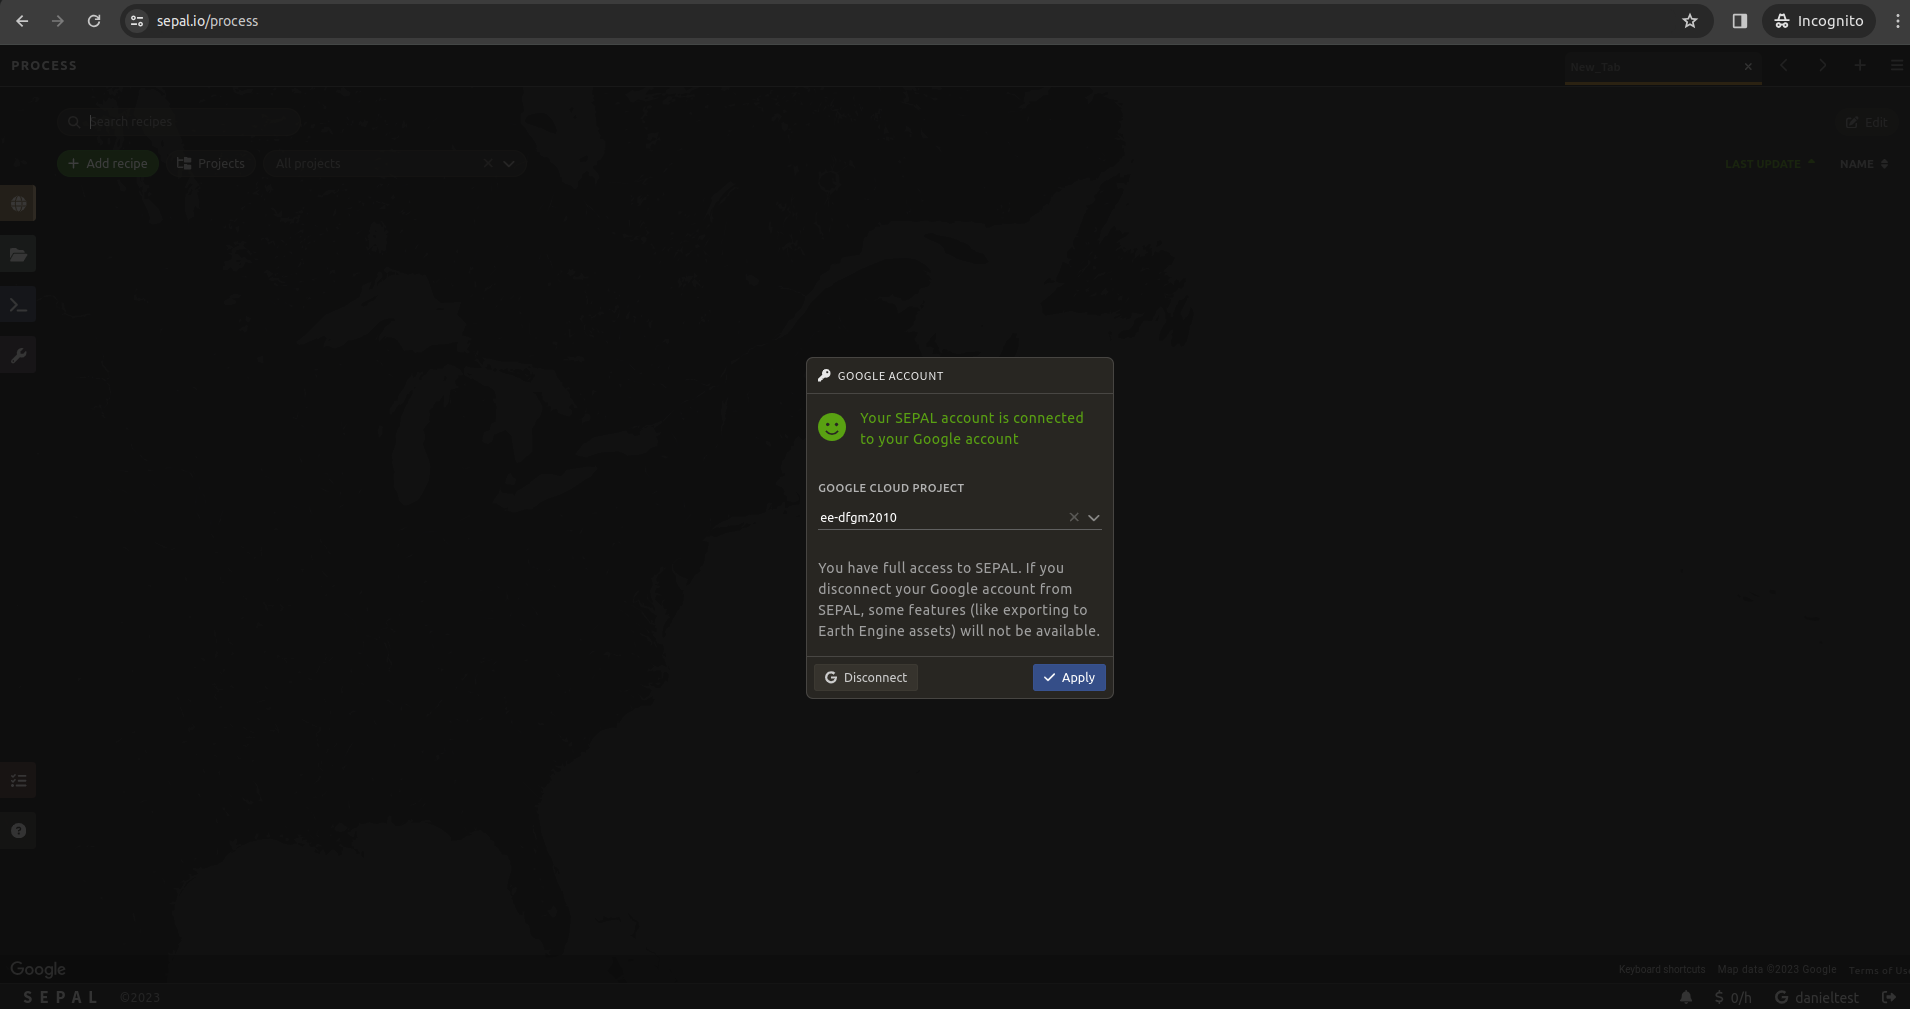 sepal.io/process
Incognito
PROCESS
New_Tab
Search recipes
Edit
Add recipe
Projects
All projects
LAST UPDATE
NAME
GOOGLE ACCOUNT
Your SEPAL account is connected
to your Google account
GOOGLE CLOUD PROJECT
ee-dfgm2010
You have full access to SEPAL. If you
disconnect your Google account from
SEPAL, some features (like exporting to
Earth Engine assets) will not be available.
Disconnect
Apply
Google
Keyboard shortcuts
Map data ©2023 Google
Terms of Us
SEPAL ©2023
$ 0/h
danieltest